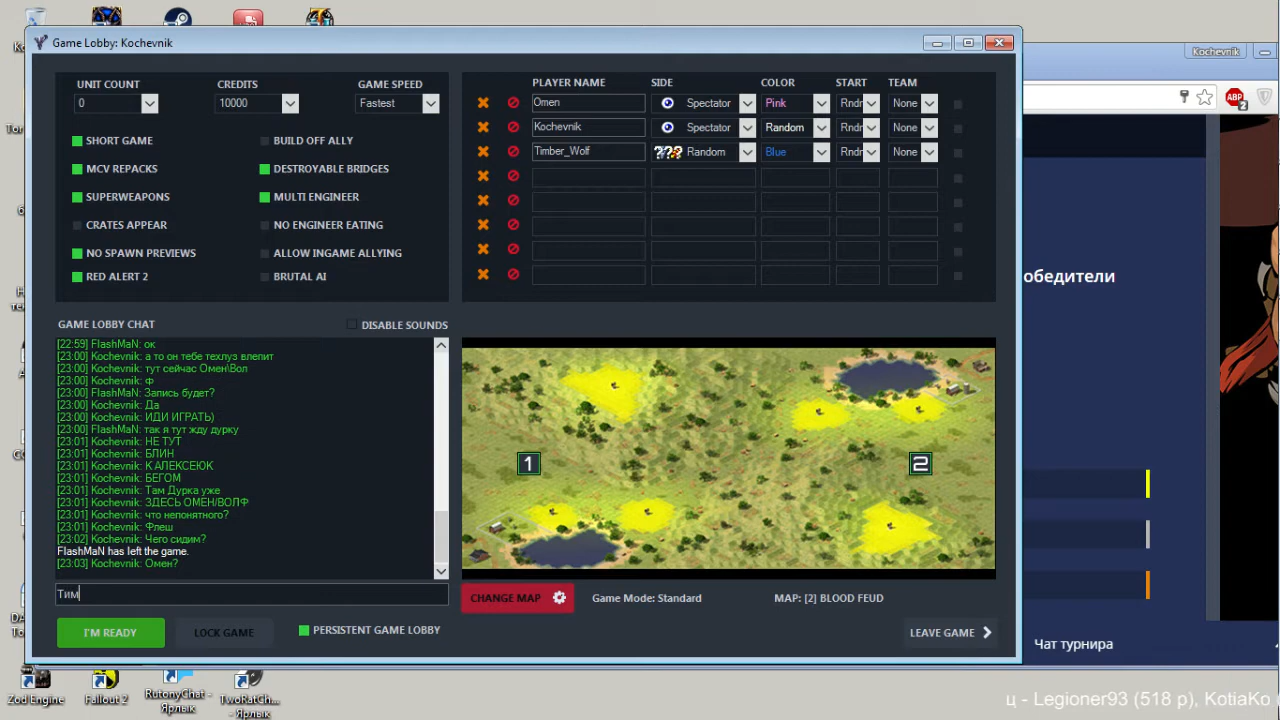 Game Lobby: Kochevnik
Kochevnik
UNIT COUNT
CREDITS
GAME SPEED
0
10000
Fastest
SHORT GAME
BUILD OFF ALLY
MCV REPACKS
DESTROYABLE BRIDGES
SUPERWEAPONS
MULTI ENGINEER
CRATES APPEAR
NO ENGINEER EATING
NO SPAWN PREVIEWS
ALLOW INGAME ALLYING
RED ALERT 2
BRUTAL AI
PLAYER NAME
SIDE
COLOR
START
TEAM
Omen
Spectator
Pink
Rndr
None
Kochevnik
Spectator
Random
Rndr
None
Timber_Wolf
??? Random
Blue
Rndr
None
ABP
2
обедители
GAME LOBBY CHAT
DISABLE SOUNDS
[22:59] FlashMaN: ок
[23:00] Kochevnik: а то он тебе техлуз влепит
[23:00] Kochevnik: тут сейчас Омен\Вол
[23:00] Kochevnik: Ф
[23:00] FlashMaN: Запись будет?
[23:00] Kochevnik: Да
[23:00] Kochevnik: ИДИ ИГРАТЬ)
[23:00] FlashMaN: так я тут жду дурку
[23:01] Kochevnik: НЕ ТУТ
[23:01] Kochevnik: БЛИН
[23:01] Kochevnik: К АЛЕКСЕЮК
[23:01] Kochevnik: БЕГОМ
[23:01] Kochevnik: Там Дурка уже
[23:01] Kochevnik: ЗДЕСЬ ОМЕН/ВОЛФ
[23:01] Kochevnik: что непонятного?
[23:01] Kochevnik: Флеш
[23:02] Kochevnik: Чего сидим?
FlashMaN has left the game.
[23:03] Kochevnik: Омен?
Тим
1
2
CHANGE MAP
Game Mode: Standard
MAP: [2] BLOOD FEUD
I'M READY
LOCK GAME
PERSISTENT GAME LOBBY
LEAVE GAME
Чат турнира
Zod Engine
Fallout 2
RutonyChat - Ярлык
TwoRatCh... - Ярлык
ц - Legioner93 (518 р), KotiaKo